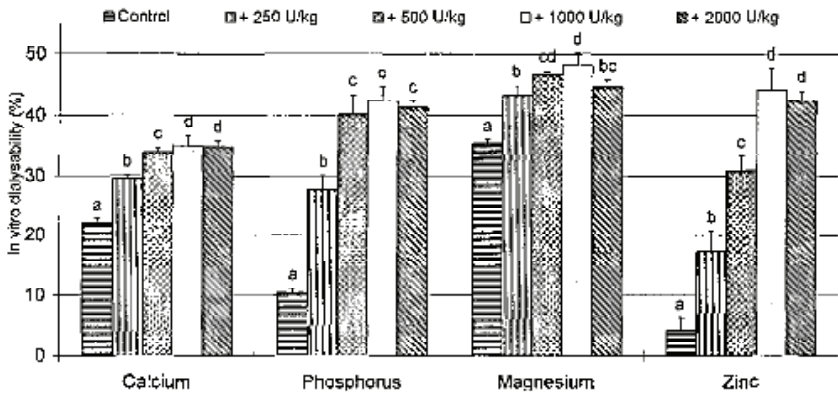 Control + 250 U/kg + 500 U/kg + 1000 U/kg + 2000 U/kg
In vitro dialysability (%)
50
40
30
20
10
0
a b c d d
a b c c c
a b cd d bc
a b c d d
Calcium Phosphorus Magnesium Zinc